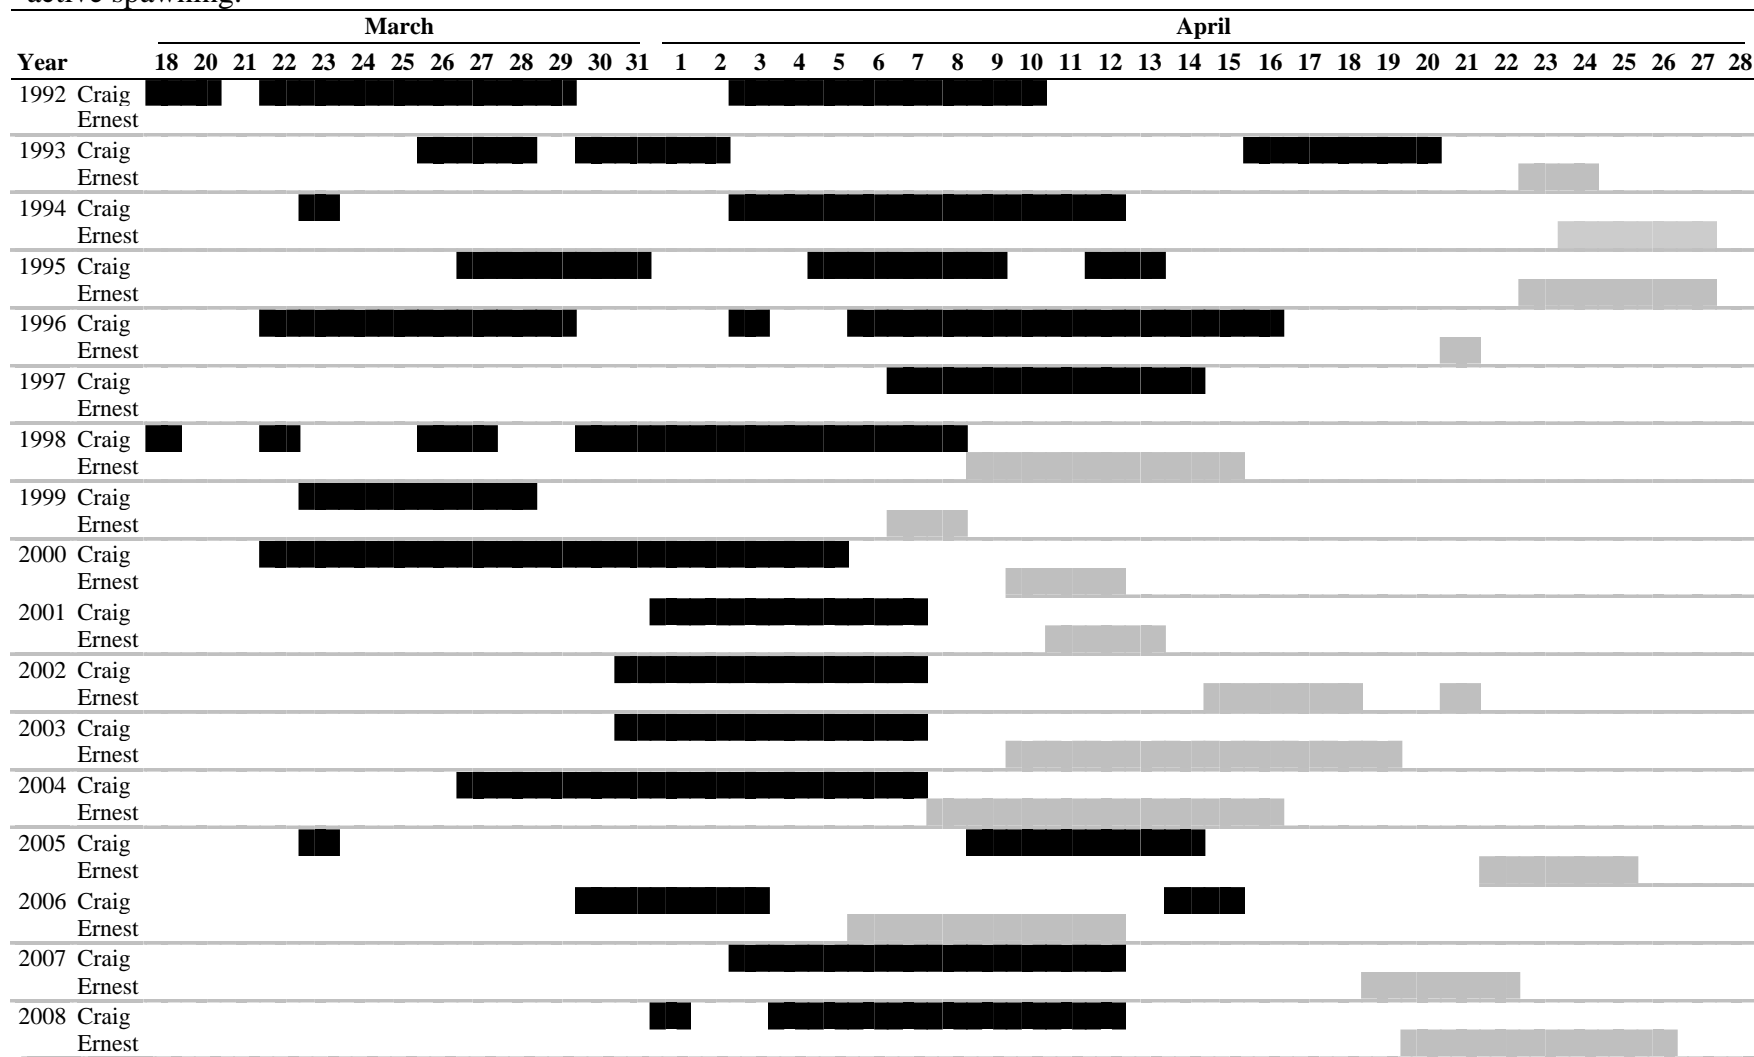 active spawning.
March April
Year 18 20 21 22 23 24 25 26 27 28 29 30 31 1 2 3 4 5 6 7 8 9 10 11 12 13 14 15 16 17 18 19 20 21 22 23 24 25 26 27 28
1992 Craig
Ernest
1993 Craig
Ernest
1994 Craig
Ernest
1995 Craig
Ernest
1996 Craig
Ernest
1997 Craig
Ernest
1998 Craig
Ernest
1999 Craig
Ernest
2000 Craig
Ernest
2001 Craig
Ernest
2002 Craig
Ernest
2003 Craig
Ernest
2004 Craig
Ernest
2005 Craig
Ernest
2006 Craig
Ernest
2007 Craig
Ernest
2008 Craig
Ernest